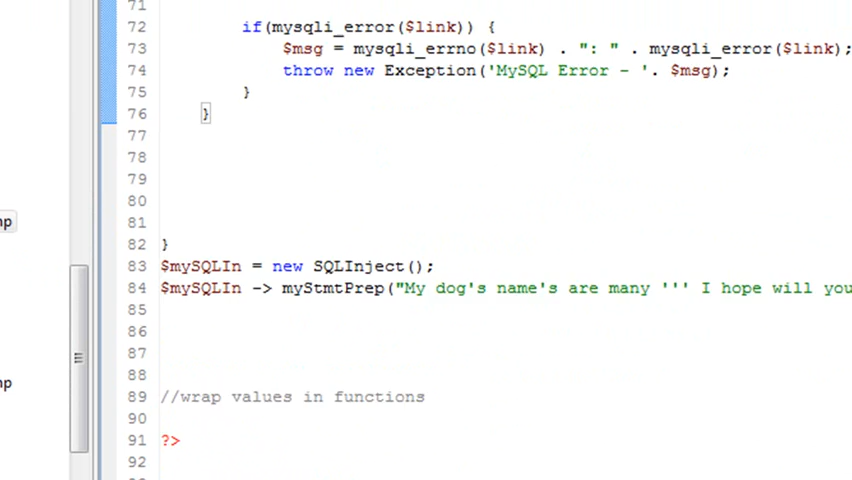 71
72 if(mysqli_error($link)) {
73 $msg = mysqli_errno($link) . ": " . mysqli_error($link);
74 throw new Exception('MySQL Error - '. $msg);
75 }
76 }
77
78
79
80
81
82 }
83 $mySQLIn = new SQLInject();
84 $mySQLIn -> myStmtPrep("My dog's name's are many ''' I hope will you
85
86
87
88
89 //wrap values in functions
90
91 ?>
92
np
np